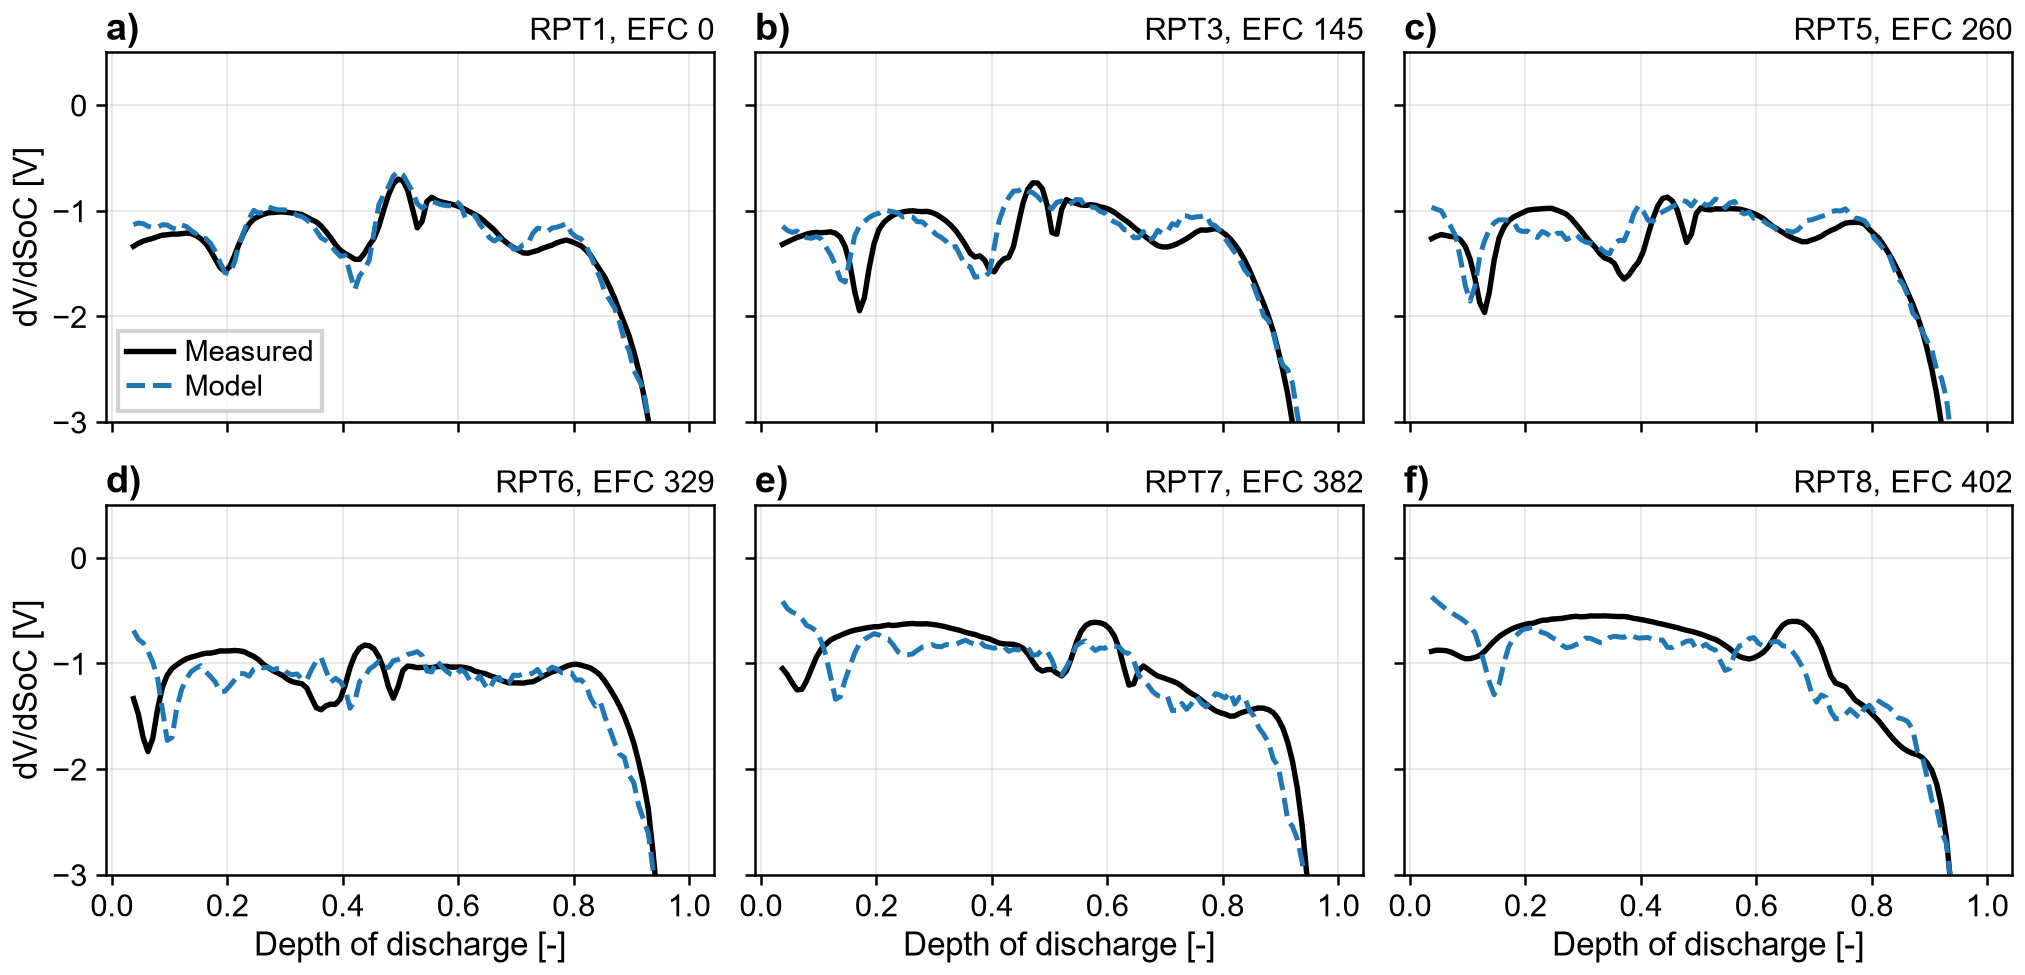 a) RPT1, EFC 0
b) RPT3, EFC 145
c) RPT5, EFC 260
dV/dSoC [V]
0
−1
−2
−3
Measured
Model
d) RPT6, EFC 329
e) RPT7, EFC 382
f) RPT8, EFC 402
dV/dSoC [V]
0
−1
−2
−3
0.0 0.2 0.4 0.6 0.8 1.0
0.0 0.2 0.4 0.6 0.8 1.0
0.0 0.2 0.4 0.6 0.8 1.0
Depth of discharge [-]
Depth of discharge [-]
Depth of discharge [-]